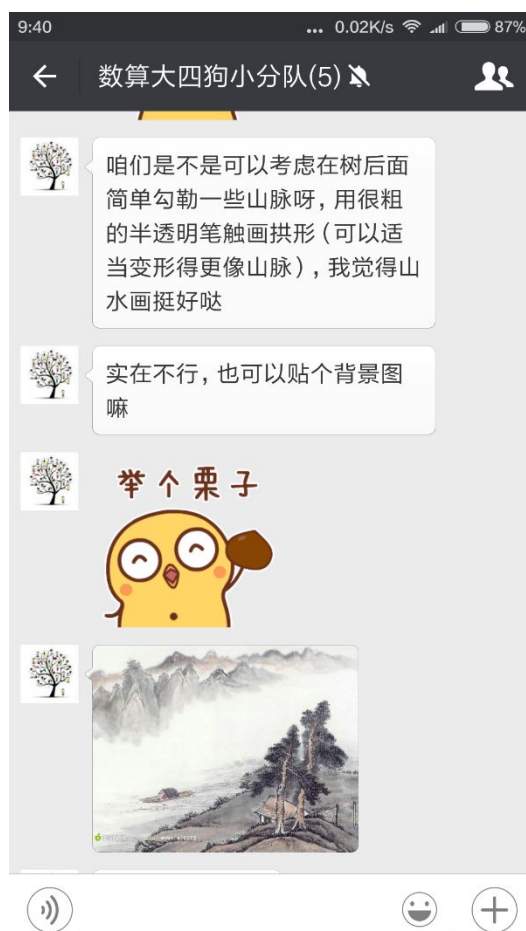 9:40
... 0.02K/s
87%
数算大四狗小分队(5)
咱们是不是可以考虑在树后面
简单勾勒一些山脉呀，用很粗
的半透明笔触画拱形（可以适
当变形得更像山脉），我觉得山
水画挺好哒
实在不行，也可以贴个背景图
嘛
举个栗子